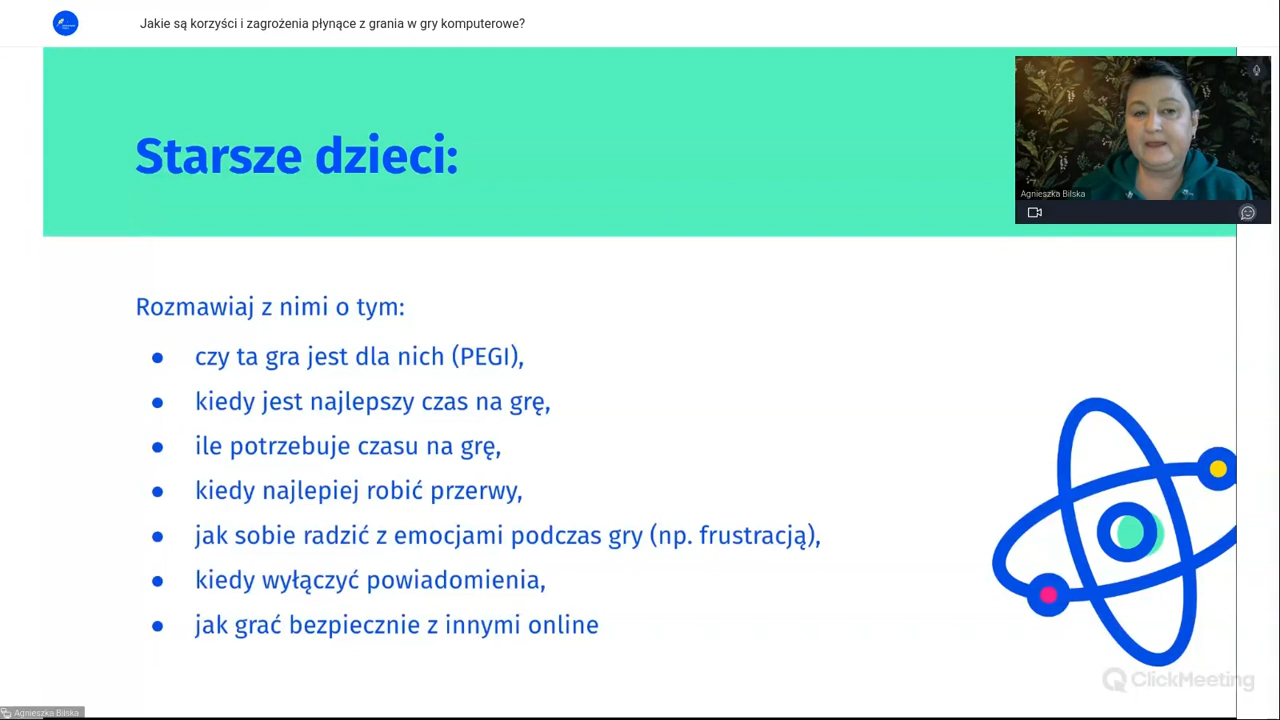 Jakie są korzyści i zagrożenia płynące z grania w gry komputerowe?
Starsze dzieci:
Agnieszka Bilska
Rozmawiaj z nimi o tym:
● czy ta gra jest dla nich (PEGI),
● kiedy jest najlepszy czas na grę,
● ile potrzebuje czasu na grę,
● kiedy najlepiej robić przerwy,
● jak sobie radzić z emocjami podczas gry (np. frustracją),
● kiedy wyłączyć powiadomienia,
● jak grać bezpiecznie z innymi online
ClickMeeting
Agnieszka Bilska